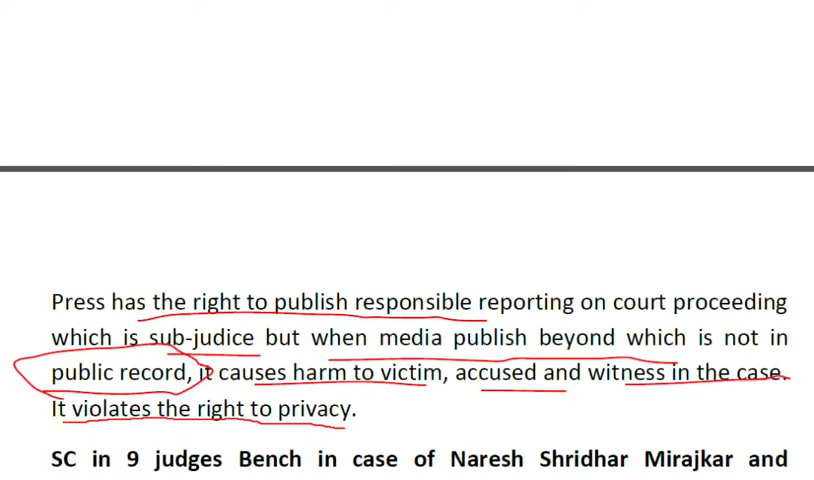 Press has the right to publish responsible reporting on court proceeding
which is sub-judice but when media publish beyond which is not in
public record, it causes harm to victim, accused and witness in the case.
It violates the right to privacy.
SC in 9 judges Bench in case of Naresh Shridhar Mirajkar and